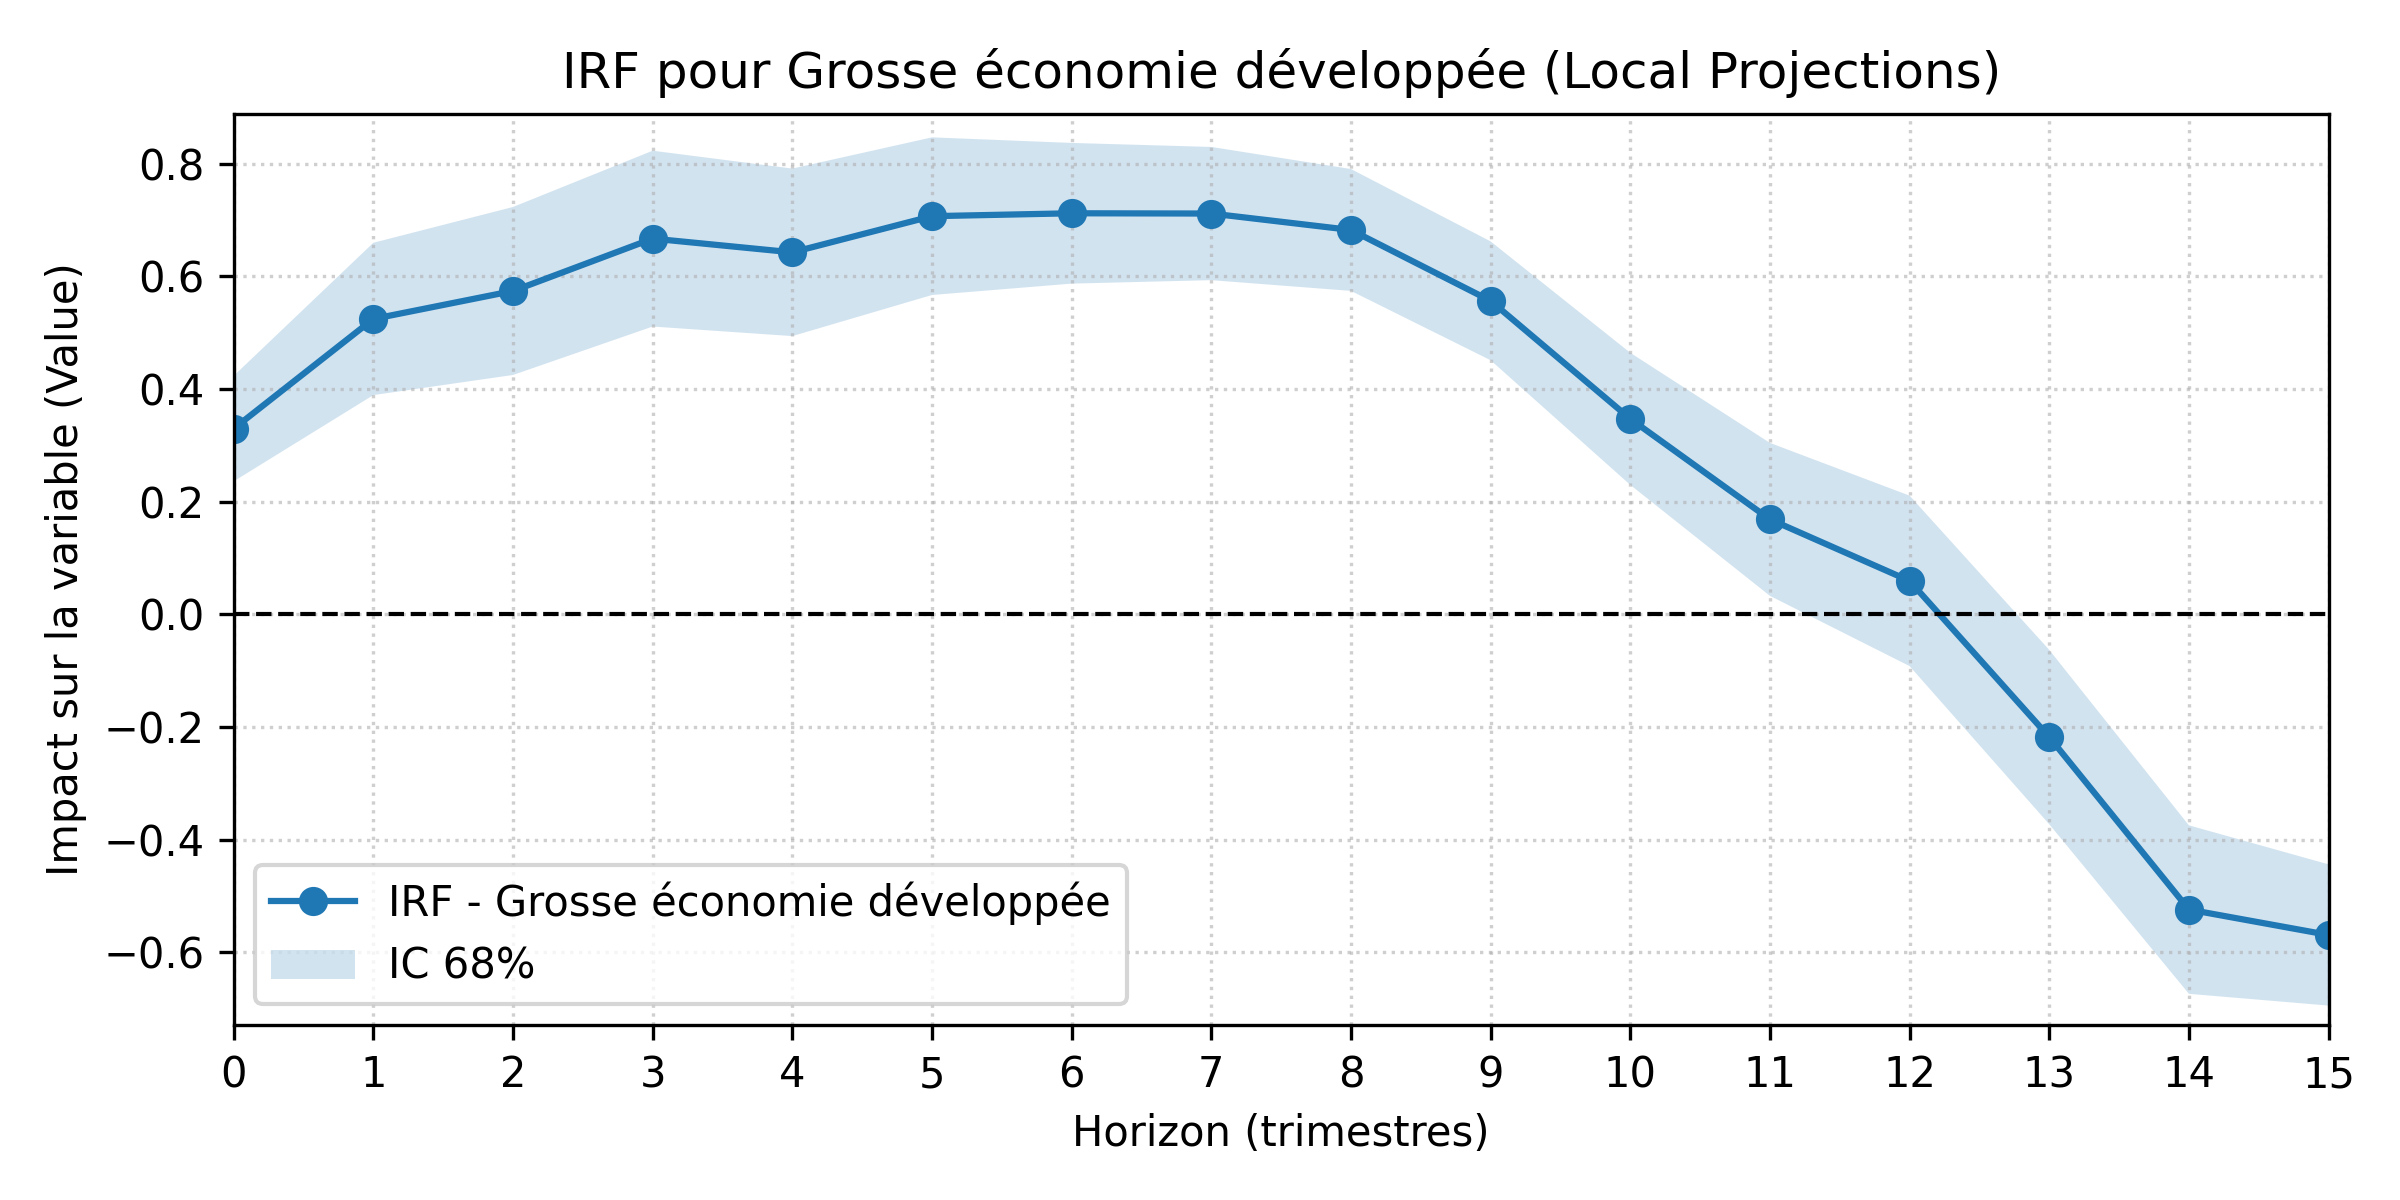 IRF pour Grosse économie développée (Local Projections)
Impact sur la variable (Value)
0.8
0.6
0.4
0.2
0.0
−0.2
−0.4
−0.6
IRF - Grosse économie développée
IC 68%
0 1 2 3 4 5 6 7 8 9 10 11 12 13 14 15
Horizon (trimestres)